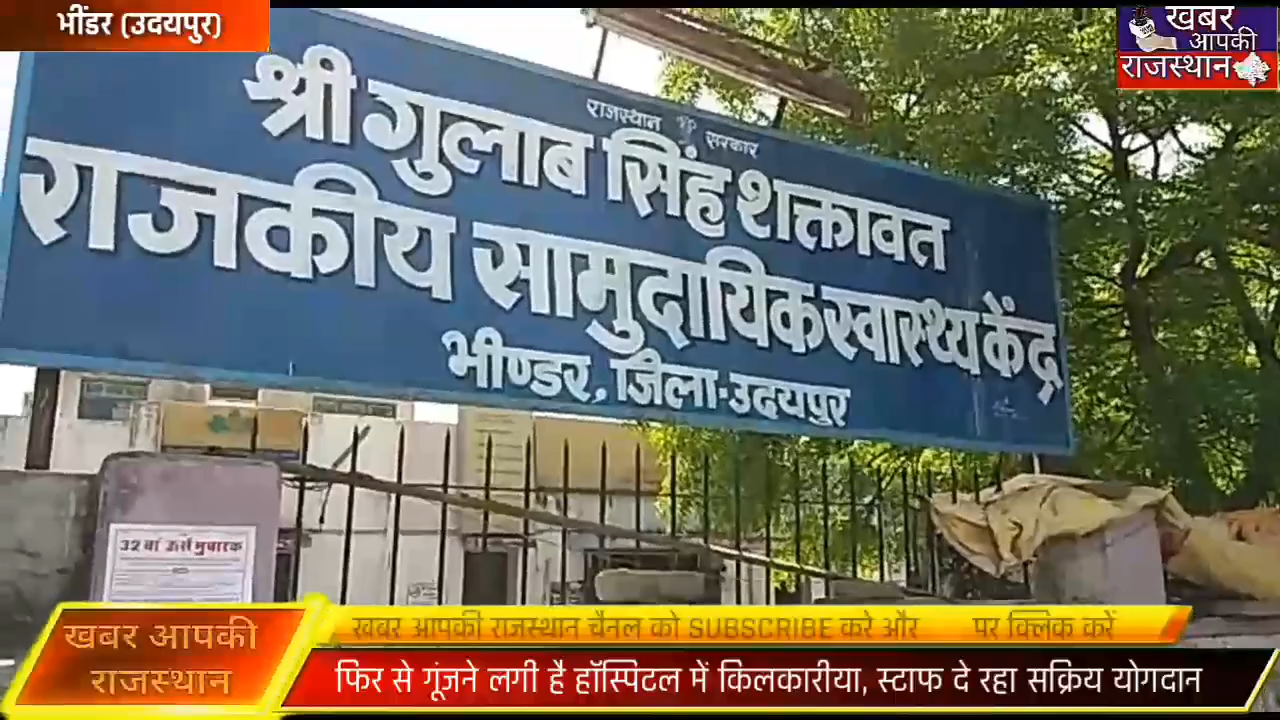 भींडर (उदयपुर)
खबर
आपकी
राजस्थान
राजस्थान सरकार
श्री गुलाब सिंह शक्तावत
राजकीय सामुदायिक स्वास्थ्य केंद्र
भीण्डर, जिला-उदयपुर
32 वां उर्स मुबारक
खबर आपकी
राजस्थान
खबर आपकी राजस्थान चैनल को SUBSCRIBE करे और पर क्लिक करें
फिर से गूंजने लगी है हॉस्पिटल में किलकारीया, स्टाफ दे रहा सक्रिय योगदान